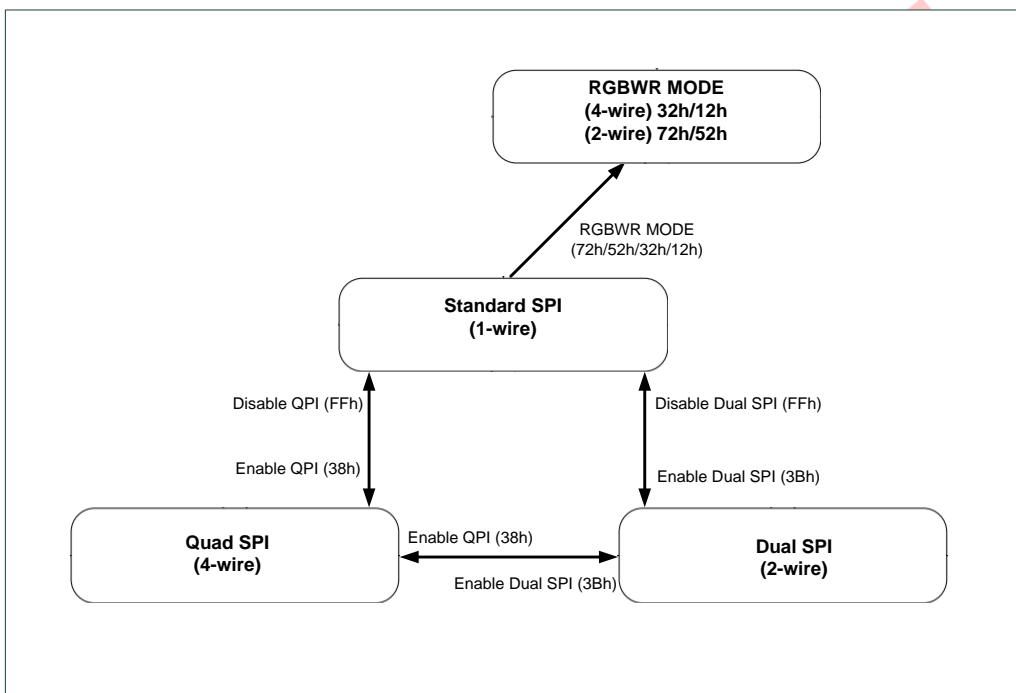 RGBWR MODE
(4-wire) 32h/12h
(2-wire) 72h/52h
RGBWR MODE
(72h/52h/32h/12h)
Standard SPI
(1-wire)
Disable QPI (FFh)
Disable Dual SPI (FFh)
Enable QPI (38h)
Enable Dual SPI (3Bh)
Quad SPI
(4-wire)
Enable QPI (38h)
Enable Dual SPI (3Bh)
Dual SPI
(2-wire)